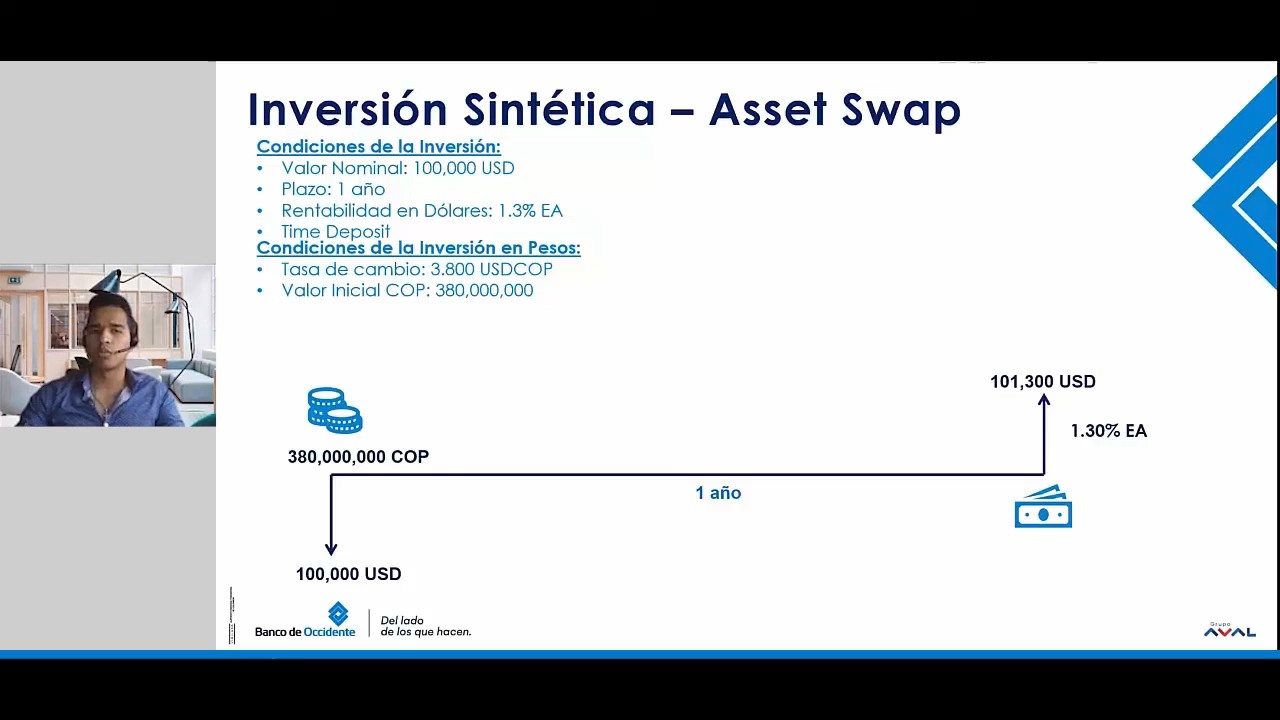 Inversión Sintética – Asset Swap
Condiciones de la Inversión:
• Valor Nominal: 100,000 USD
• Plazo: 1 año
• Rentabilidad en Dólares: 1.3% EA
• Time Deposit
Condiciones de la Inversión en Pesos:
• Tasa de cambio: 3.800 USDCOP
• Valor Inicial COP: 380,000,000
101,300 USD
1.30% EA
380,000,000 COP
1 año
100,000 USD
Banco de Occidente
Del lado
de los que hacen.
Grupo
AVAL